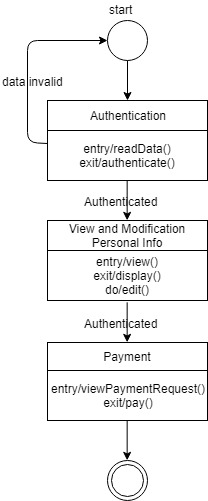 start
data invalid
Authentication
entry/readData()
exit/authenticate()
Authenticated
View and Modification
Personal Info
entry/view()
exit/display()
do/edit()
Authenticated
Payment
entry/viewPaymentRequest()
exit/pay()